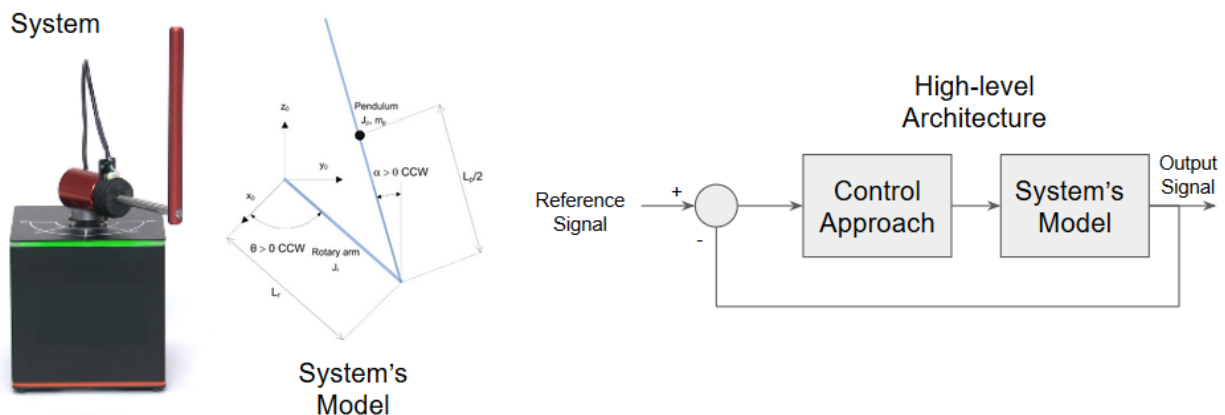 System
z₀
y₀
x₀
Pendulum
Jₚ, mₚ
α > 0 CCW
Lₚ/2
θ > 0 CCW
Rotary arm
Jᵣ
Lᵣ
System's
Model
High-level
Architecture
Reference
Signal
+
-
Control
Approach
System's
Model
Output
Signal